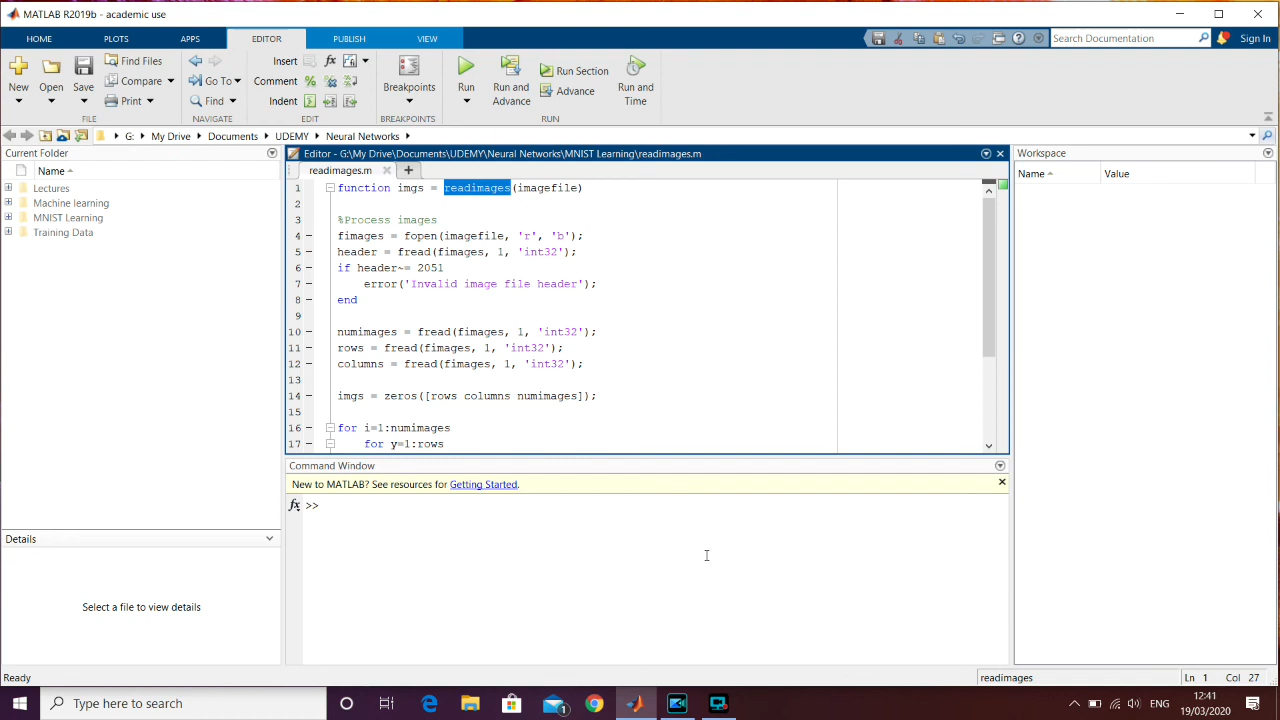 MATLAB R2019b - academic use
HOME PLOTS APPS EDITOR PUBLISH VIEW
Search Documentation
Sign In
New
Open
Save
Find Files
Compare
Print
FILE
Go To
Find
NAVIGATE
Insert fx
Comment
Indent
EDIT
Breakpoints
BREAKPOINTS
Run
Run and Advance
Run Section
Advance
Run and Time
RUN
G: My Drive Documents UDEMY Neural Networks
Current Folder
Name
Lectures
Machine learning
MNIST Learning
Training Data
Details
Select a file to view details
Editor - G:\My Drive\Documents\UDEMY\Neural Networks\MNIST Learning\readimages.m
readimages.m
1 function imgs = readimages(imagefile)
2
3 %Process images
4 fimages = fopen(imagefile, 'r', 'b');
5 header = fread(fimages, 1, 'int32');
6 if header~= 2051
7 error('Invalid image file header');
8 end
9
10 numimages = fread(fimages, 1, 'int32');
11 rows = fread(fimages, 1, 'int32');
12 columns = fread(fimages, 1, 'int32');
13
14 imgs = zeros([rows columns numimages]);
15
16 for i=1:numimages
17 for y=1:rows
Command Window
New to MATLAB? See resources for Getting Started.
fx >>
Workspace
Name Value
Ready
readimages
Ln 1 Col 27
Type here to search
1
ENG
12:41
19/03/2020